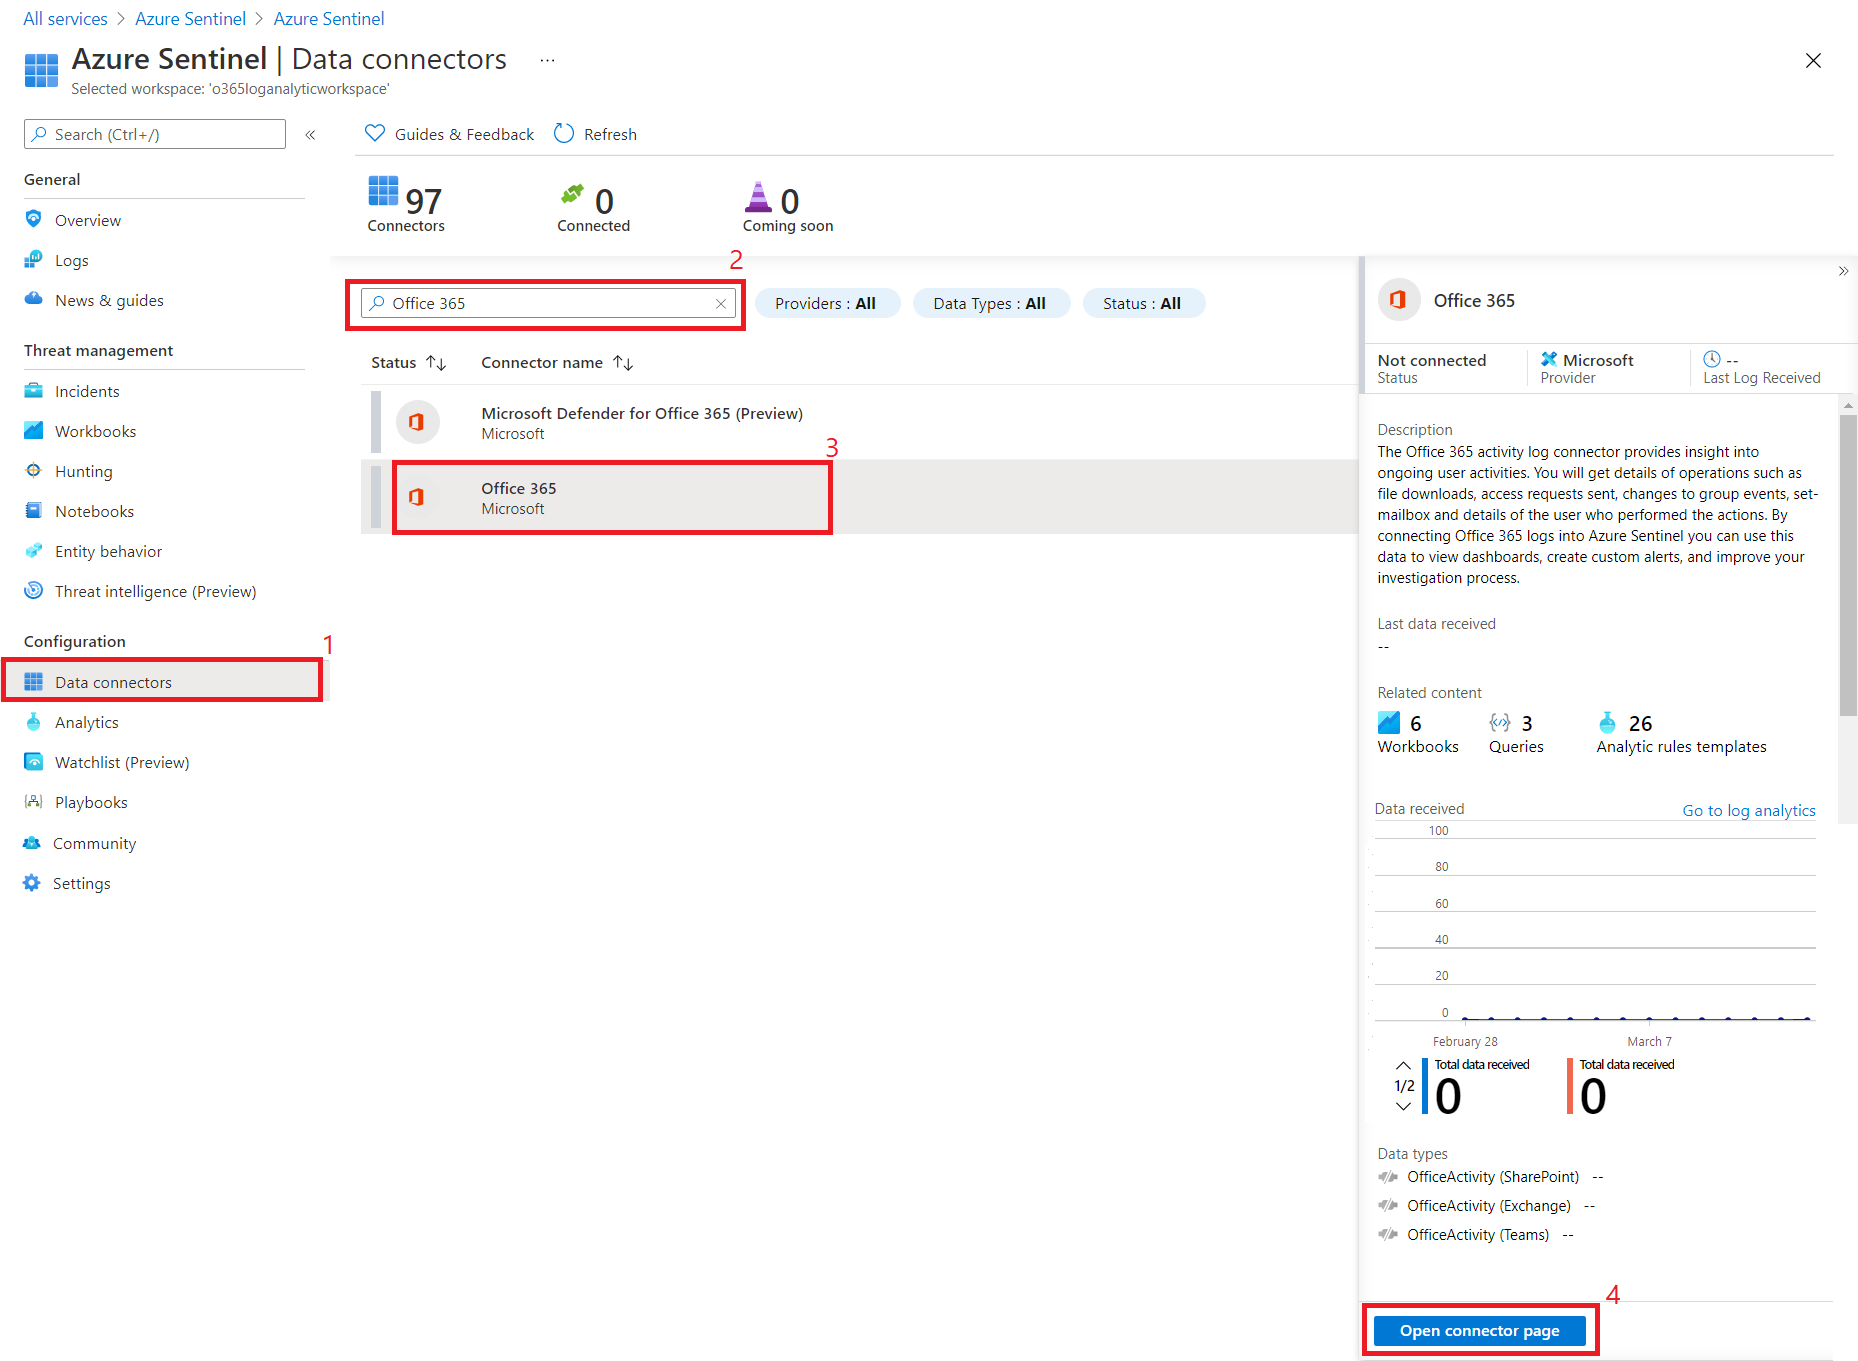 All services > Azure Sentinel > Azure Sentinel
Azure Sentinel | Data connectors ...
Selected workspace: 'o365loganalyticworkspace'
Search (Ctrl+/)
«
General
Overview
Logs
News & guides
Threat management
Incidents
Workbooks
Hunting
Notebooks
Entity behavior
Threat intelligence (Preview)
Configuration
1
Data connectors
Analytics
Watchlist (Preview)
Playbooks
Community
Settings
Guides & Feedback
Refresh
97
Connectors
0
Connected
0
Coming soon
2
Office 365
Providers : All
Data Types : All
Status : All
Status ↑↓
Connector name ↑↓
Microsoft Defender for Office 365 (Preview)
Microsoft
3
Office 365
Microsoft
»
Office 365
Not connected
Status
Microsoft
Provider
--
Last Log Received
Description
The Office 365 activity log connector provides insight into
ongoing user activities. You will get details of operations such as
file downloads, access requests sent, changes to group events, set-
mailbox and details of the user who performed the actions. By
connecting Office 365 logs into Azure Sentinel you can use this
data to view dashboards, create custom alerts, and improve your
investigation process.
Last data received
--
Related content
6
Workbooks
3
Queries
26
Analytic rules templates
Data received
Go to log analytics
100
80
60
40
20
0
February 28
March 7
1/2
Total data received
0
Total data received
0
Data types
OfficeActivity (SharePoint) --
OfficeActivity (Exchange) --
OfficeActivity (Teams) --
4
Open connector page